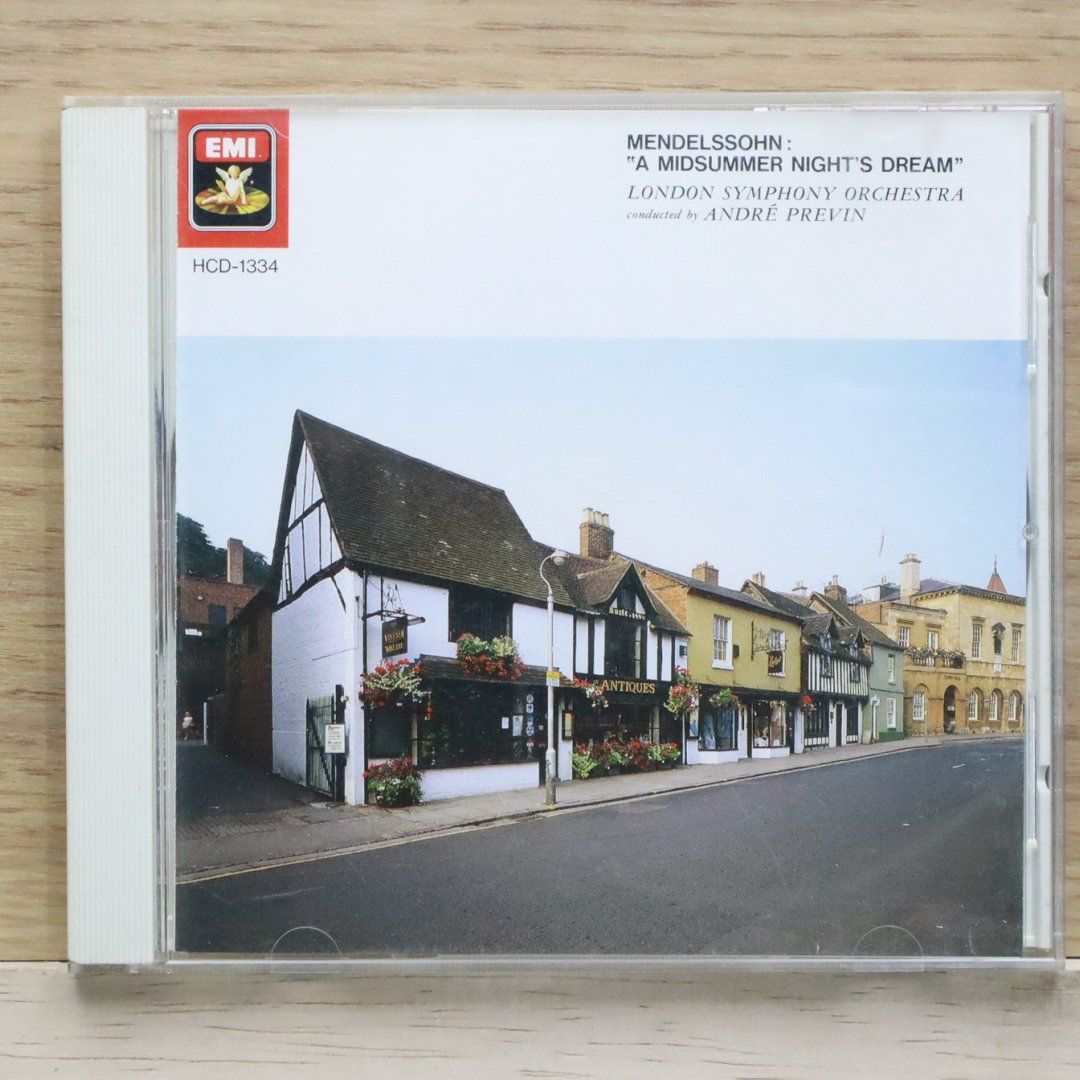 EMI
MENDELSSOHN:
"A MIDSUMMER NIGHT'S DREAM"
LONDON SYMPHONY ORCHESTRA
conducted by ANDRÉ PREVIN
HCD-1334
ANTIQUES